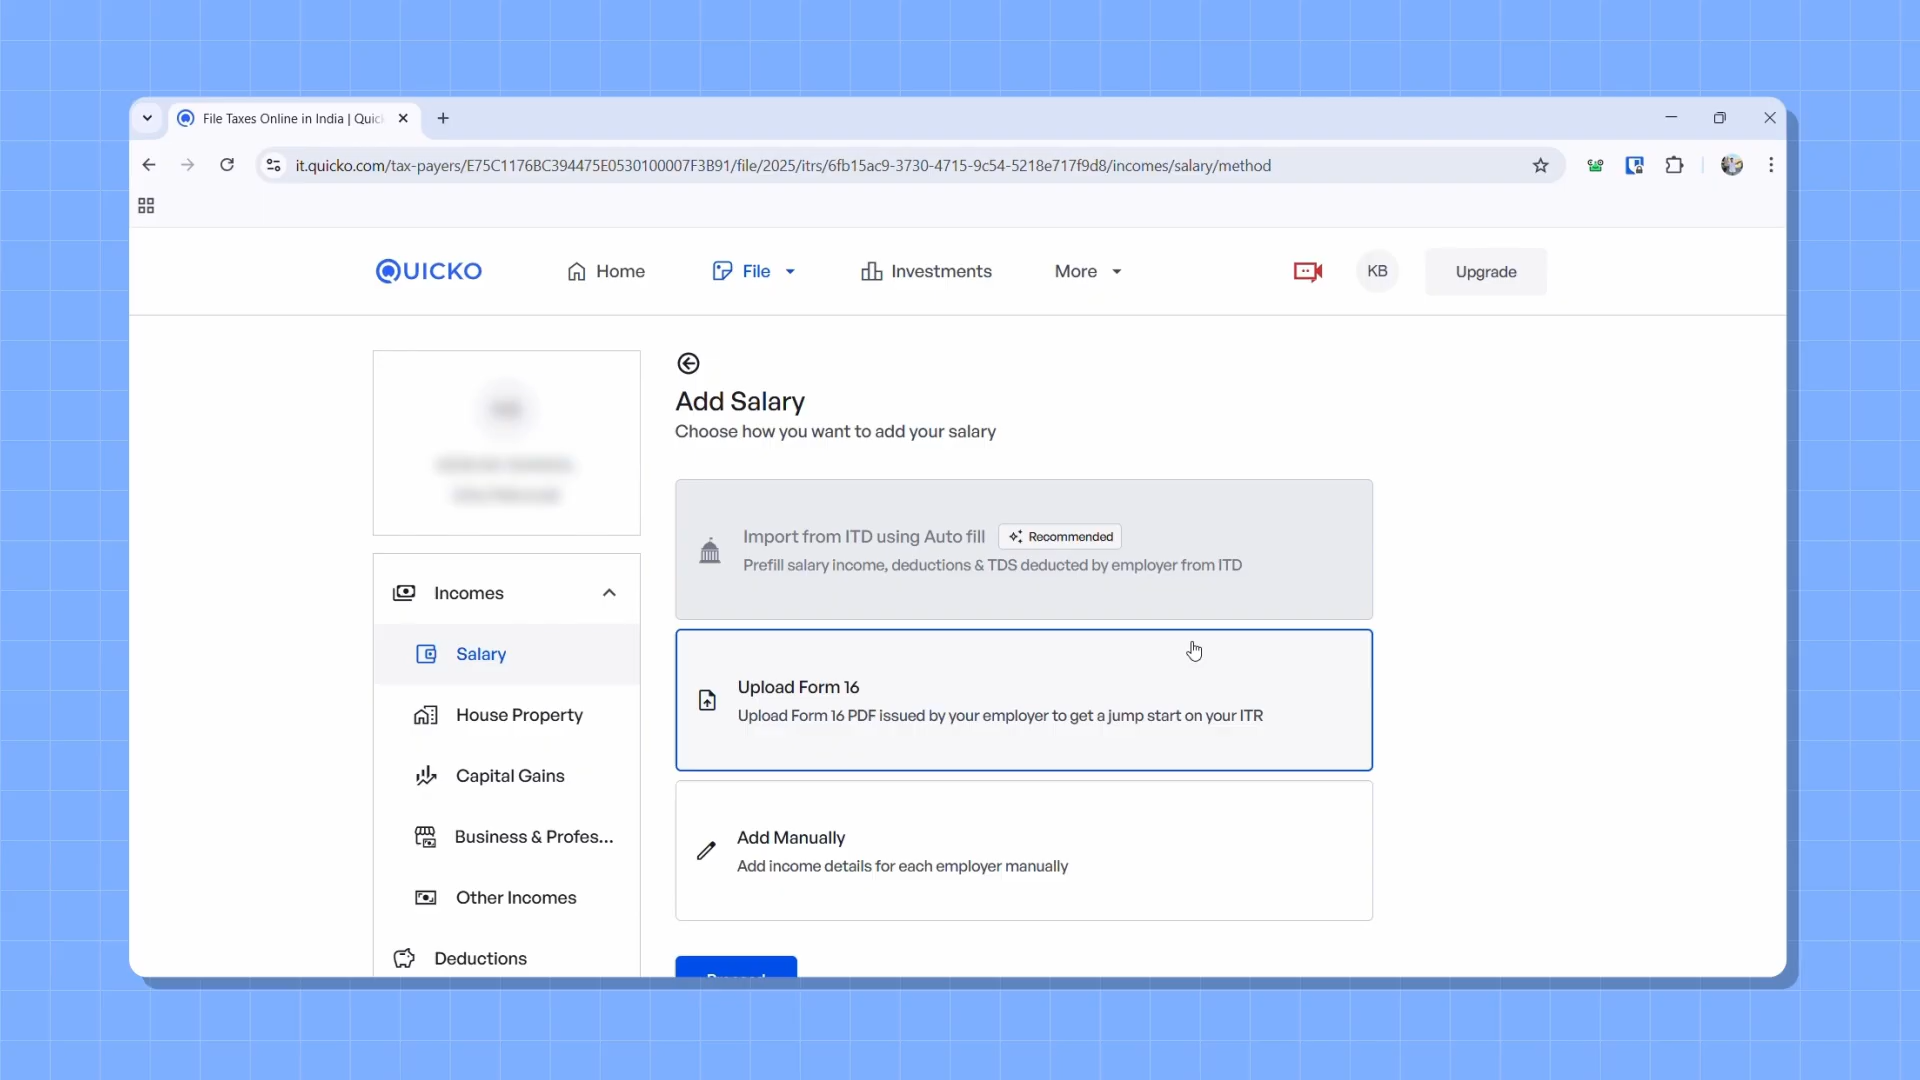 File Taxes Online in India | Quic
it.quicko.com/tax-payers/E75C1176BC394475E0530100007F3B91/file/2025/itrs/6fb15ac9-3730-4715-9c54-5218e717f9d8/incomes/salary/method
QUICKO
Home
File
Investments
More
KB
Upgrade
Add Salary
Choose how you want to add your salary
Import from ITD using Auto fill
Recommended
Prefill salary income, deductions & TDS deducted by employer from ITD
Incomes
Salary
Upload Form 16
Upload Form 16 PDF issued by your employer to get a jump start on your ITR
House Property
Capital Gains
Business & Profes...
Add Manually
Add income details for each employer manually
Other Incomes
Deductions